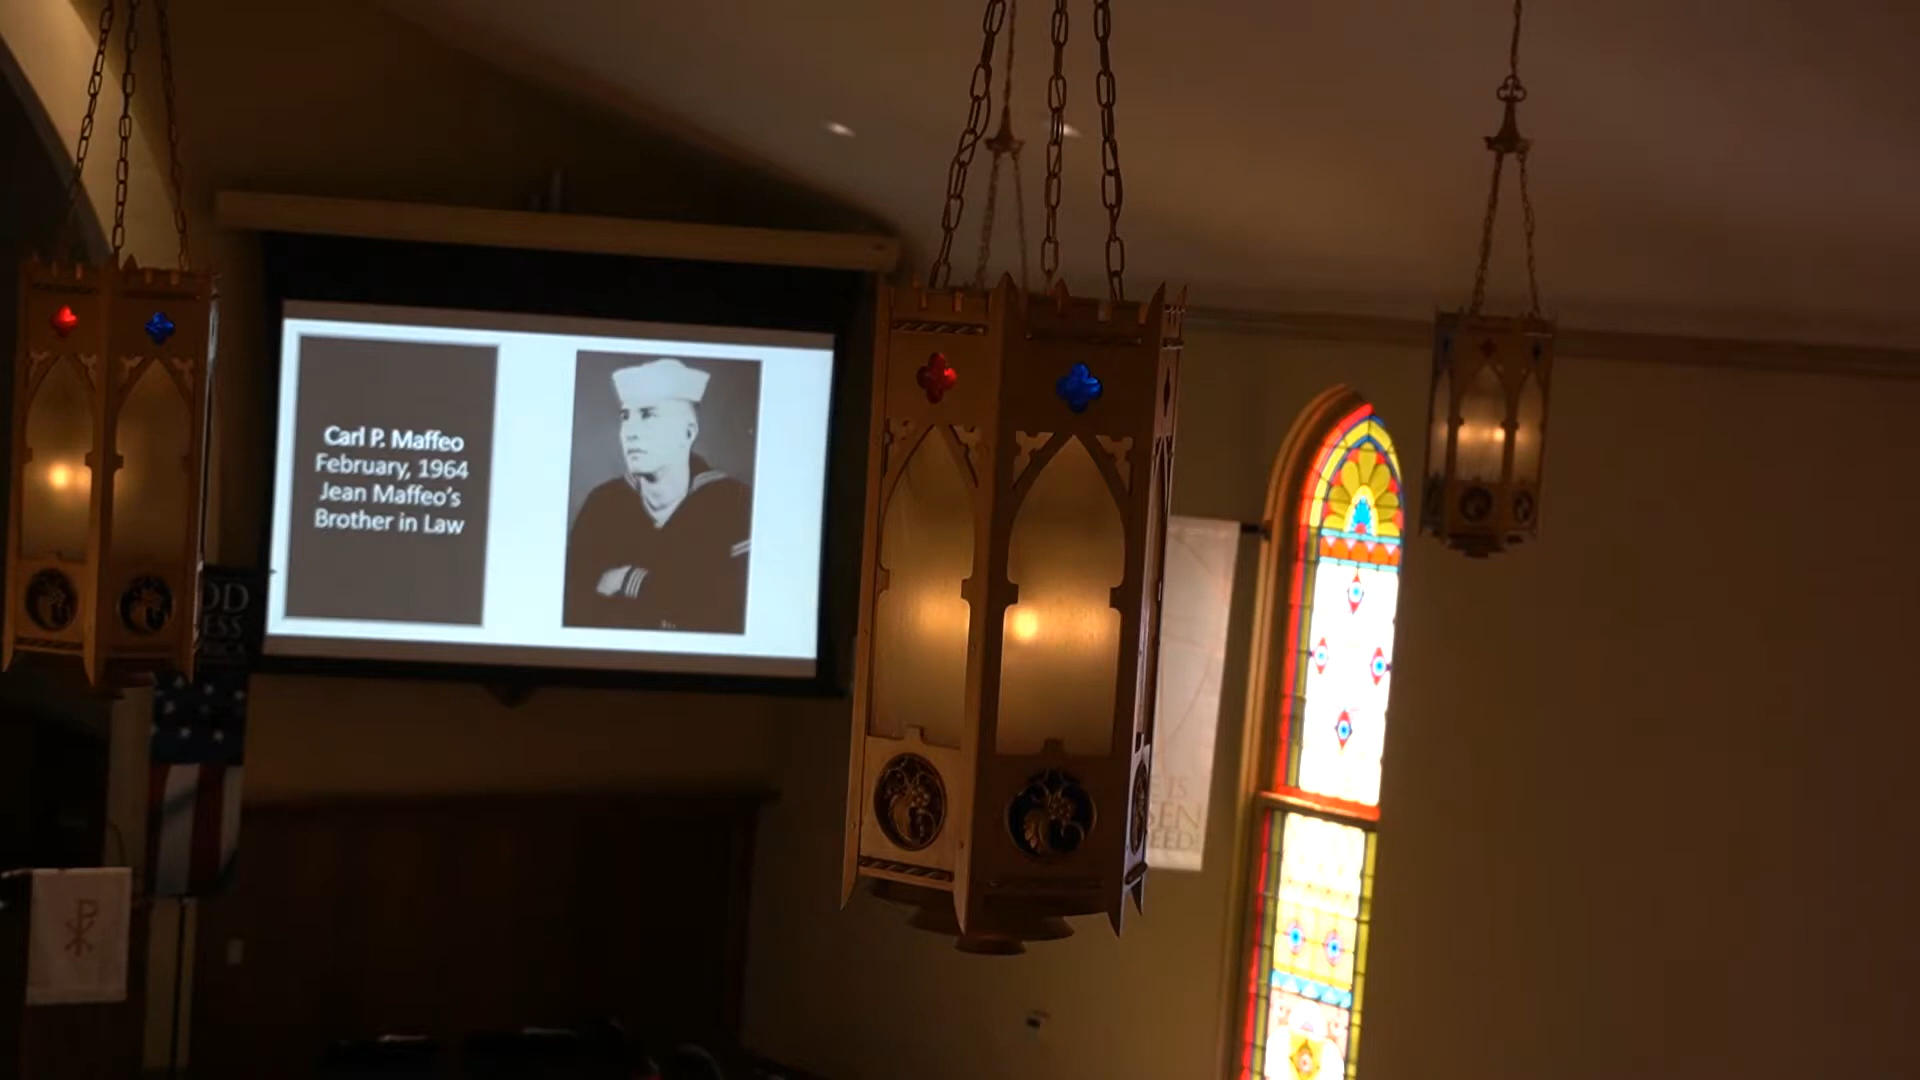 Carl P. Maffeo
February, 1964
Jean Maffeo's
Brother in Law